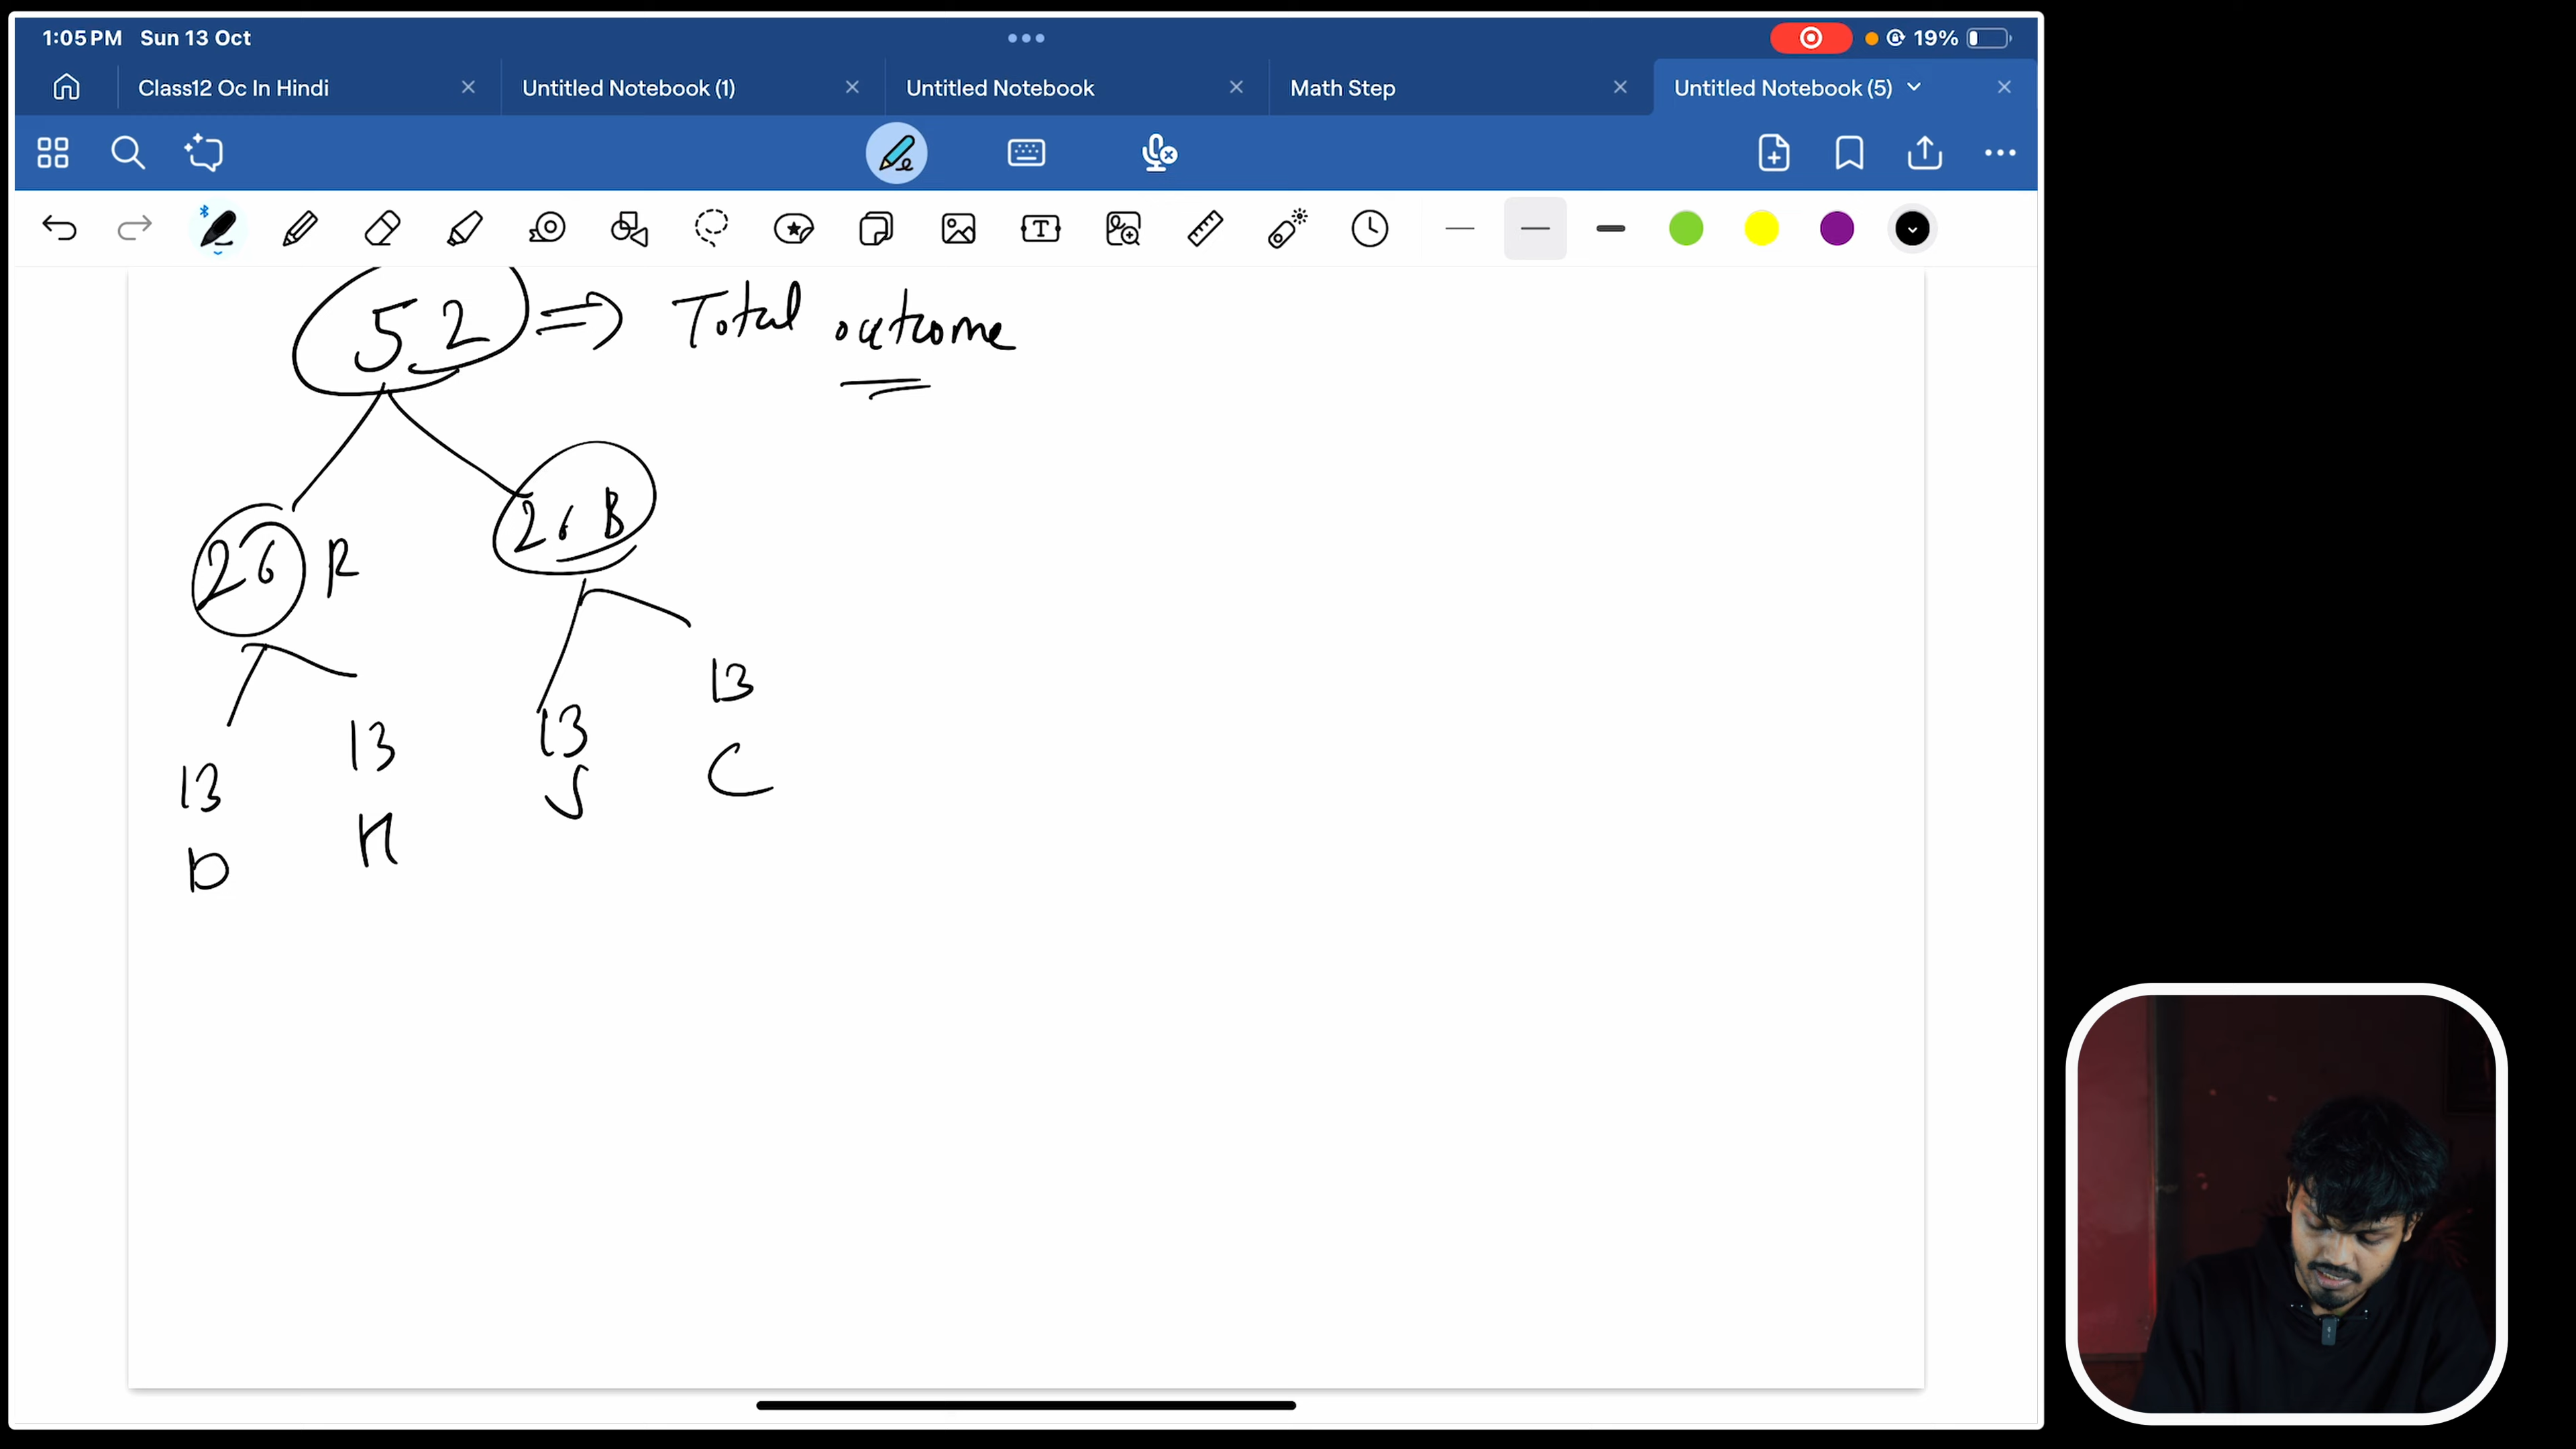 1:05 PM Sun 13 Oct
19%
Class12 Oc In Hindi
Untitled Notebook (1)
Untitled Notebook
Math Step
Untitled Notebook (5)
52 ⇒ Total outcome
26 R
26 B
13 D
13 H
13 S
13 C